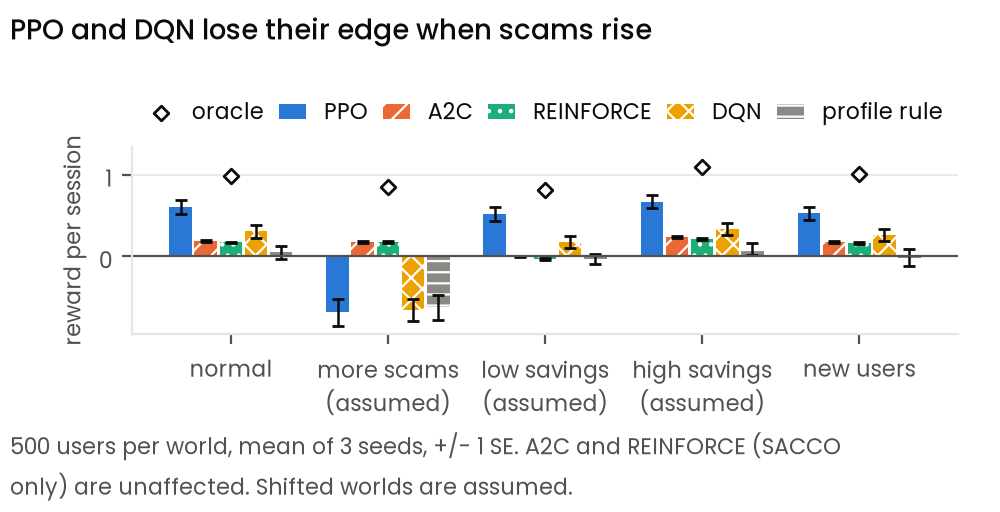 PPO and DQN lose their edge when scams rise
oracle PPO A2C REINFORCE DQN profile rule
reward per session
1
0
normal
more scams
(assumed)
low savings
(assumed)
high savings
(assumed)
new users
500 users per world, mean of 3 seeds, +/- 1 SE. A2C and REINFORCE (SACCO
only) are unaffected. Shifted worlds are assumed.